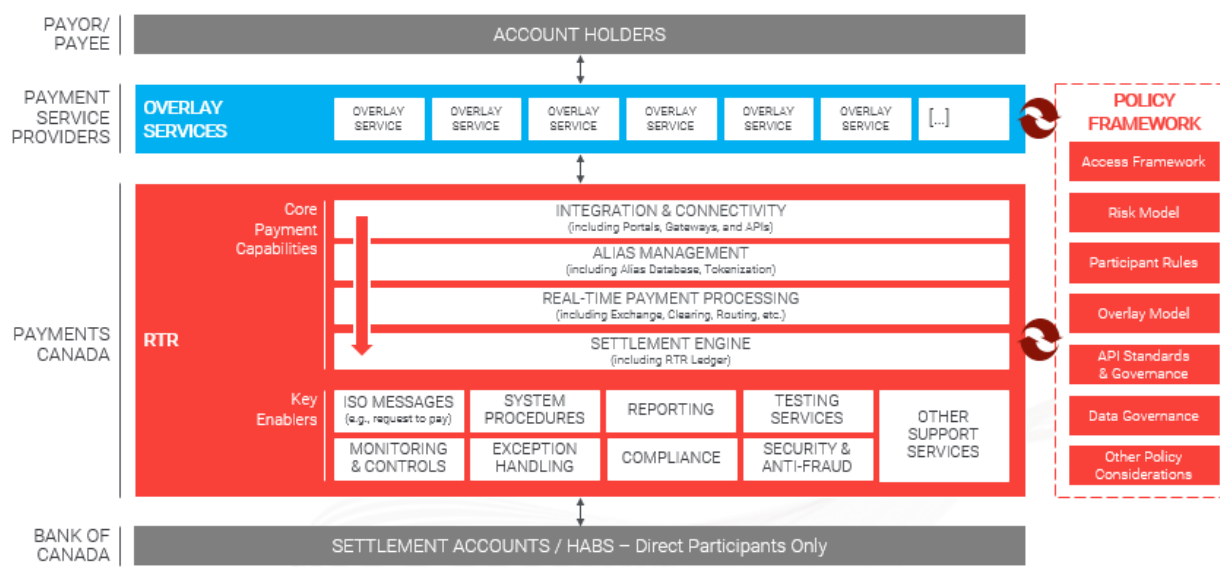 PAYOR/
PAYEE
ACCOUNT HOLDERS
PAYMENT
SERVICE
PROVIDERS
OVERLAY
SERVICES
OVERLAY
SERVICE
OVERLAY
SERVICE
OVERLAY
SERVICE
OVERLAY
SERVICE
OVERLAY
SERVICE
OVERLAY
SERVICE
[...]
POLICY
FRAMEWORK
Access Framework
Risk Model
Participant Rules
Overlay Model
API Standards
& Governance
Data Governance
Other Policy
Considerations
PAYMENTS
CANADA
RTR
Core
Payment
Capabilities
INTEGRATION & CONNECTIVITY
(including Portals, Gateways, and APIs)
ALIAS MANAGEMENT
(including Alias Database, Tokenization)
REAL-TIME PAYMENT PROCESSING
(including Exchange, Clearing, Routing, etc.)
SETTLEMENT ENGINE
(including RTR Ledger)
Key
Enablers
ISO MESSAGES
(e.g., request to pay)
SYSTEM
PROCEDURES
REPORTING
TESTING
SERVICES
OTHER
SUPPORT
SERVICES
MONITORING
& CONTROLS
EXCEPTION
HANDLING
COMPLIANCE
SECURITY &
ANTI-FRAUD
BANK OF
CANADA
SETTLEMENT ACCOUNTS / HABS – Direct Participants Only